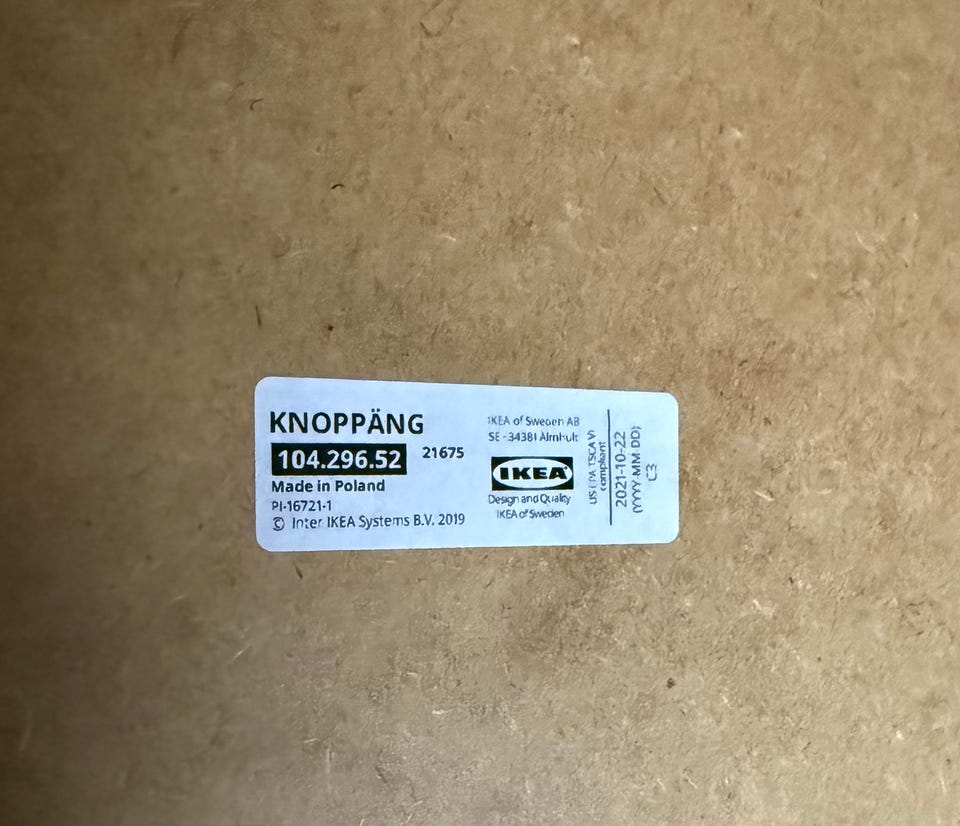 KNOPPÄNG
104.296.52 21675
Made in Poland
PI-16721-1
© Inter IKEA Systems B.V. 2019
IKEA of Sweden AB
SE - 34381 Älmhult
IKEA
Design and Quality
IKEA of Sweden
US EPA TSCA VI
compliant
2021-10-22
(YYYY-MM-DD)
C3